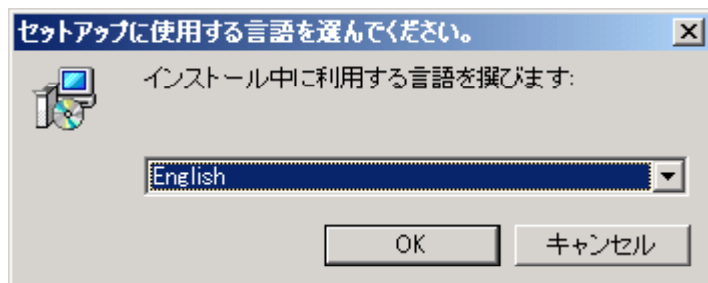 セットアップに使用する言語を選んでください。
インストール中に利用する言語を撰びます:
English
OK
キャンセル